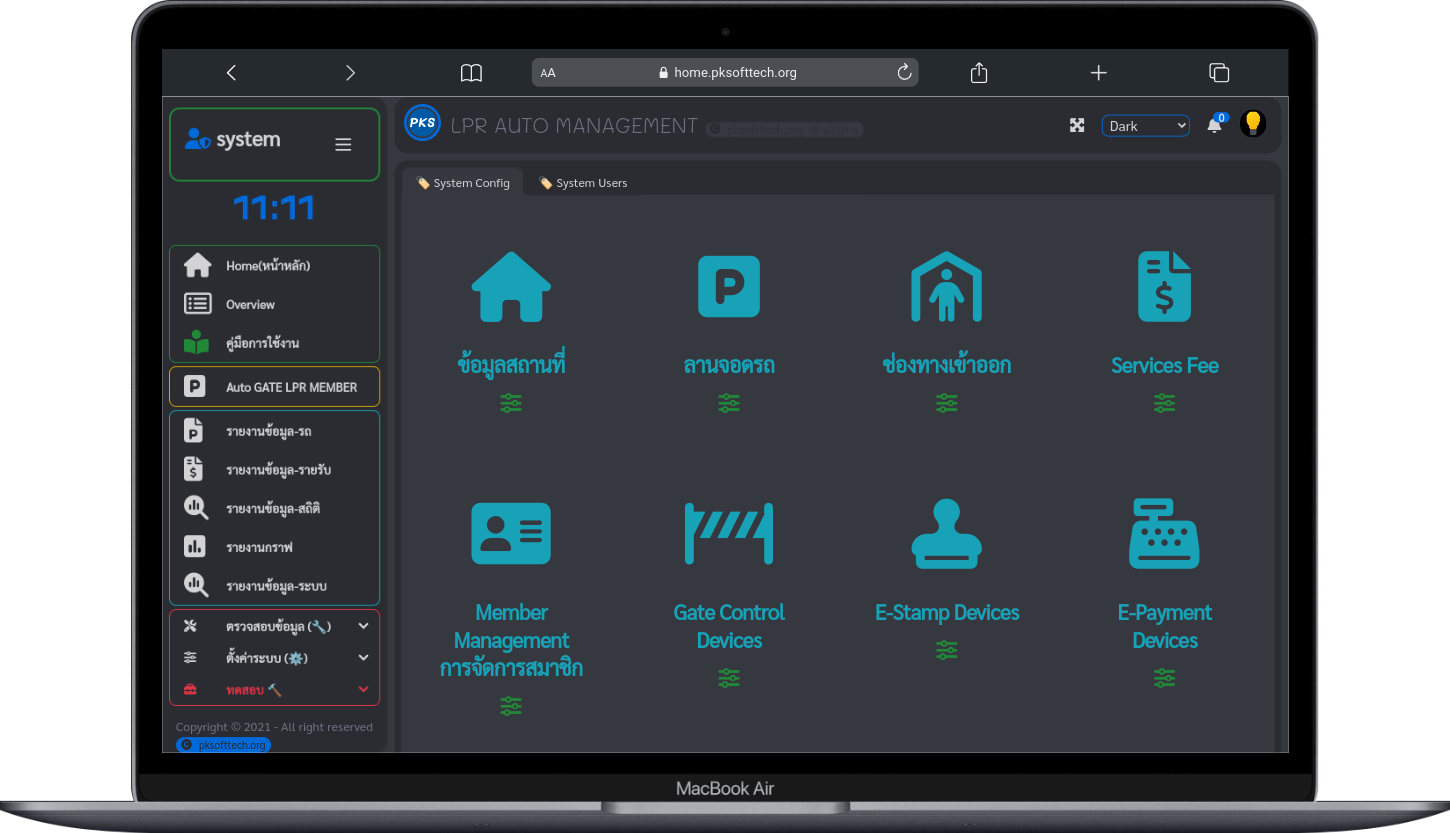 AA
home.pksofttech.org
system
11:11
Home(หน้าหลัก)
Overview
คู่มือการใช้งาน
P
Auto GATE LPR MEMBER
P
รายงานข้อมูล-รถ
$
รายงานข้อมูล-รายรับ
รายงานข้อมูล-สถิติ
รายงานกราฟ
รายงานข้อมูล-ระบบ
ตรวจสอบข้อมูล (🔧)
ตั้งค่าระบบ (⚙️)
ทดสอบ 🔨
Copyright © 2021 - All right reserved
C pksofttech.org
PKS
LPR AUTO MANAGEMENT
Dark
0
🏷️ System Config
🏷️ System Users
P
$
ข้อมูลสถานที่
ลานจอดรถ
ช่องทางเข้าออก
Services Fee
Member
Management
การจัดการสมาชิก
Gate Control
Devices
E-Stamp Devices
E-Payment
Devices
MacBook Air